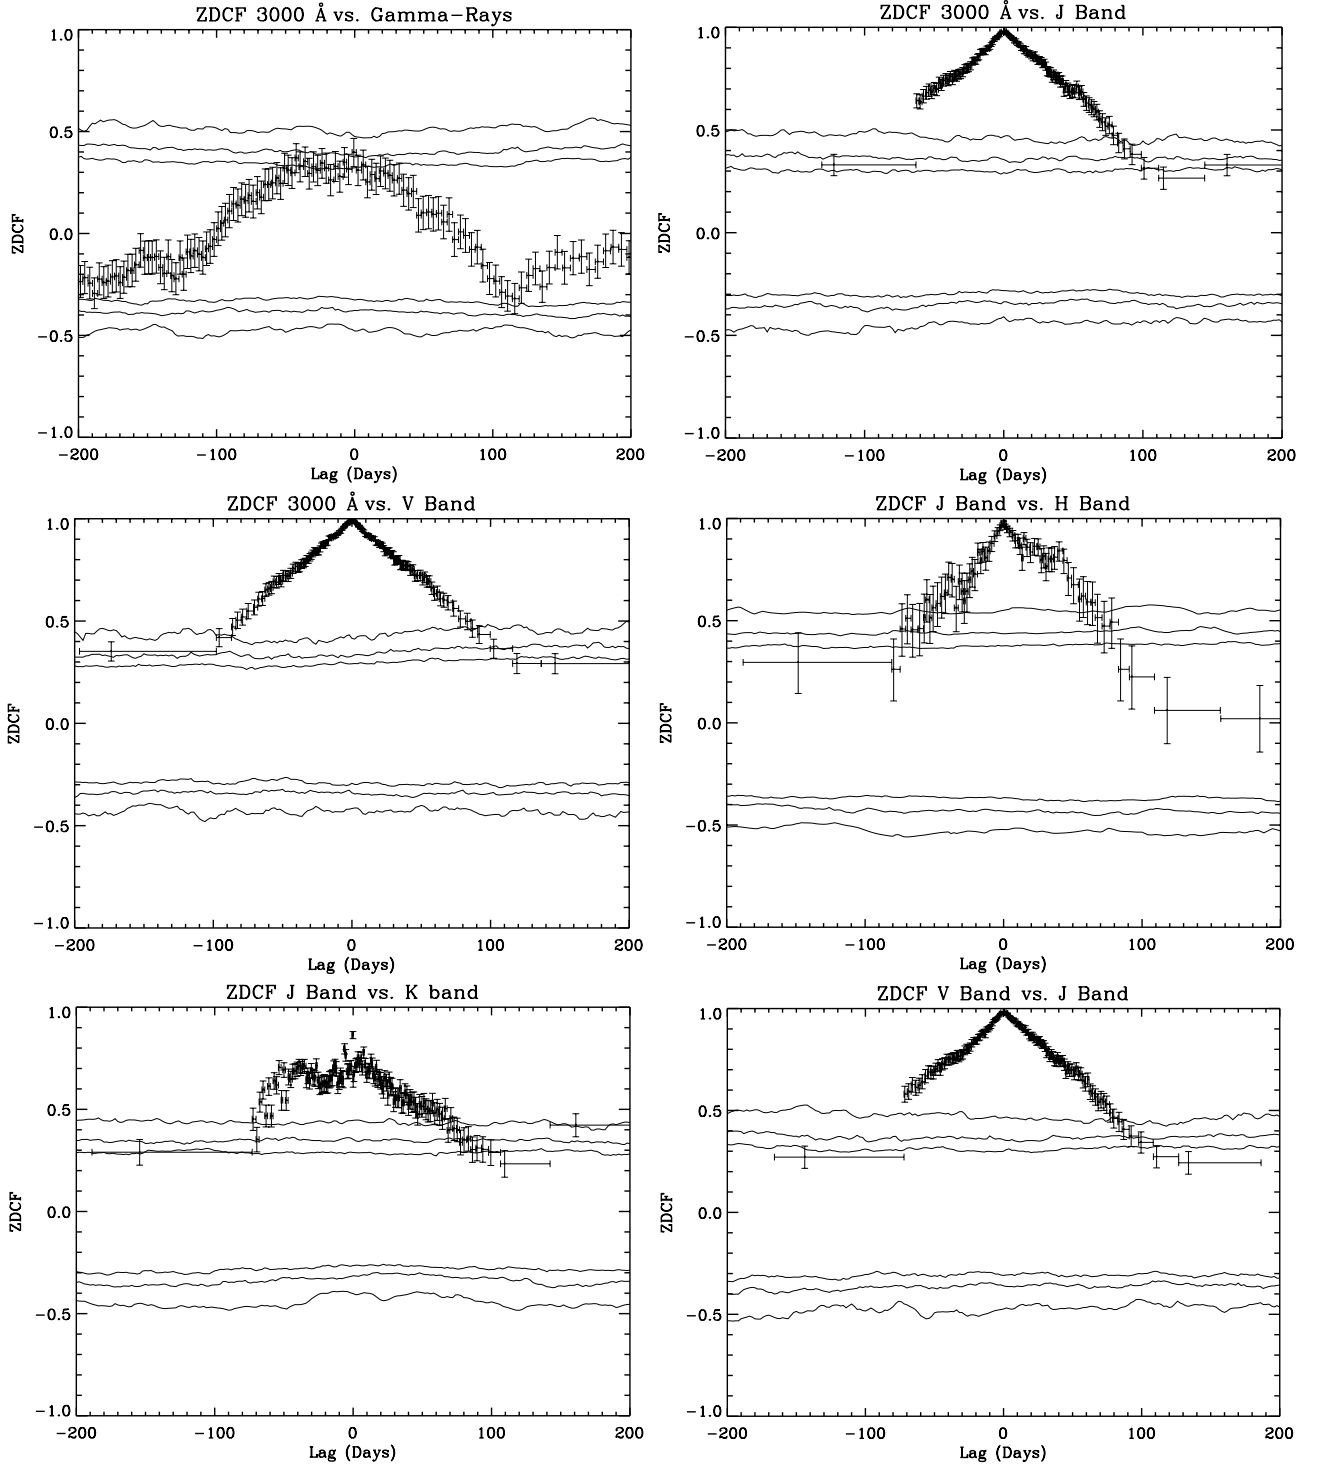 ZDCF 3000 Å vs. Gamma-Rays
1.0
0.5
0.0
-0.5
-1.0
ZDCF
-200 -100 0 100 200
Lag (Days)
ZDCF 3000 Å vs. J Band
1.0
0.5
0.0
-0.5
-1.0
ZDCF
-200 -100 0 100 200
Lag (Days)
ZDCF 3000 Å vs. V Band
1.0
0.5
0.0
-0.5
-1.0
ZDCF
-200 -100 0 100 200
Lag (Days)
ZDCF J Band vs. H Band
1.0
0.5
0.0
-0.5
-1.0
ZDCF
-200 -100 0 100 200
Lag (Days)
ZDCF J Band vs. K band
1.0
0.5
0.0
-0.5
-1.0
ZDCF
-200 -100 0 100 200
Lag (Days)
ZDCF V Band vs. J Band
1.0
0.5
0.0
-0.5
-1.0
ZDCF
-200 -100 0 100 200
Lag (Days)